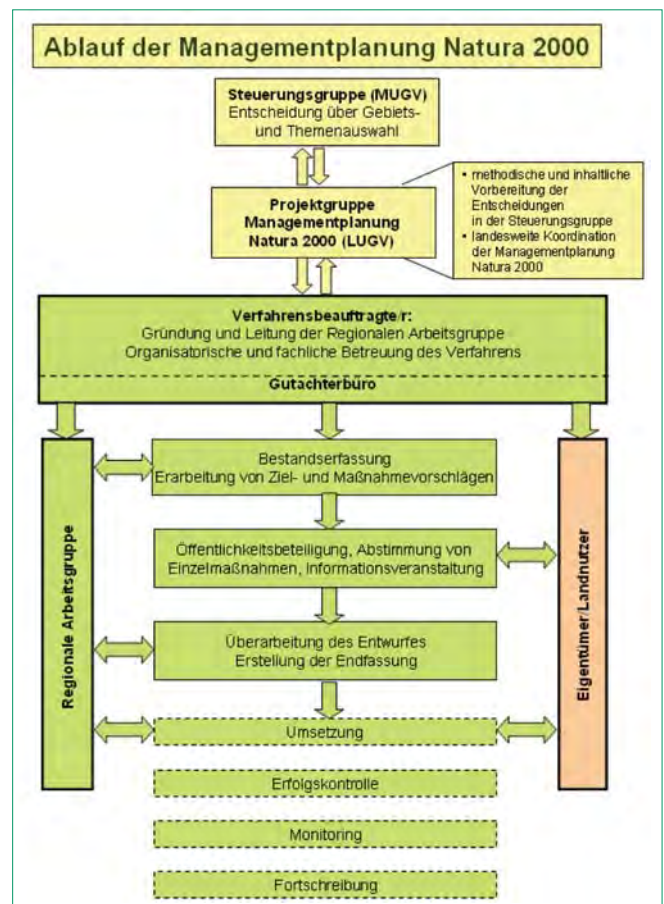 Ablauf der Managementplanung Natura 2000
Steuerungsgruppe (MUGV)
Entscheidung über Gebiets-
und Themenauswahl
Projektgruppe
Managementplanung
Natura 2000 (LUGV)
• methodische und inhaltliche
Vorbereitung der
Entscheidungen
in der Steuerungsgruppe
• landesweite Koordination
der Managementplanung
Natura 2000
Verfahrensbeauftragte/r:
Gründung und Leitung der Regionalen Arbeitsgruppe
Organisatorische und fachliche Betreuung des Verfahrens
Gutachterbüro
Regionale Arbeitsgruppe
Bestandserfassung
Erarbeitung von Ziel- und Maßnahmevorschlägen
Öffentlichkeitsbeteiligung, Abstimmung von
Einzelmaßnahmen, Informationsveranstaltung
Überarbeitung des Entwurfes
Erstellung der Endfassung
Umsetzung
Erfolgskontrolle
Monitoring
Fortschreibung
Eigentümer/Landnutzer